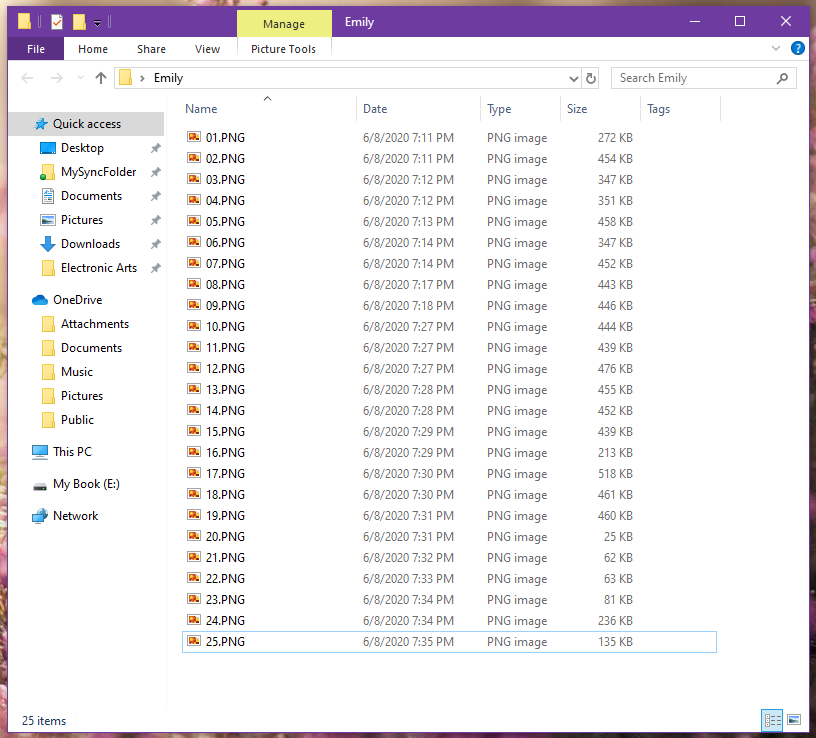 Manage
Emily
File
Home
Share
View
Picture Tools
Emily
Search Emily
Quick access
Desktop
MySyncFolder
Documents
Pictures
Downloads
Electronic Arts
OneDrive
Attachments
Documents
Music
Pictures
Public
This PC
My Book (E:)
Network
Name Date Type Size Tags
01.PNG 6/8/2020 7:11 PM PNG image 272 KB
02.PNG 6/8/2020 7:11 PM PNG image 454 KB
03.PNG 6/8/2020 7:12 PM PNG image 347 KB
04.PNG 6/8/2020 7:12 PM PNG image 351 KB
05.PNG 6/8/2020 7:13 PM PNG image 458 KB
06.PNG 6/8/2020 7:14 PM PNG image 347 KB
07.PNG 6/8/2020 7:14 PM PNG image 452 KB
08.PNG 6/8/2020 7:17 PM PNG image 443 KB
09.PNG 6/8/2020 7:18 PM PNG image 446 KB
10.PNG 6/8/2020 7:27 PM PNG image 444 KB
11.PNG 6/8/2020 7:27 PM PNG image 439 KB
12.PNG 6/8/2020 7:27 PM PNG image 476 KB
13.PNG 6/8/2020 7:28 PM PNG image 455 KB
14.PNG 6/8/2020 7:28 PM PNG image 452 KB
15.PNG 6/8/2020 7:29 PM PNG image 439 KB
16.PNG 6/8/2020 7:29 PM PNG image 213 KB
17.PNG 6/8/2020 7:30 PM PNG image 518 KB
18.PNG 6/8/2020 7:30 PM PNG image 461 KB
19.PNG 6/8/2020 7:31 PM PNG image 460 KB
20.PNG 6/8/2020 7:31 PM PNG image 25 KB
21.PNG 6/8/2020 7:32 PM PNG image 62 KB
22.PNG 6/8/2020 7:33 PM PNG image 63 KB
23.PNG 6/8/2020 7:34 PM PNG image 81 KB
24.PNG 6/8/2020 7:34 PM PNG image 236 KB
25.PNG 6/8/2020 7:35 PM PNG image 135 KB
25 items